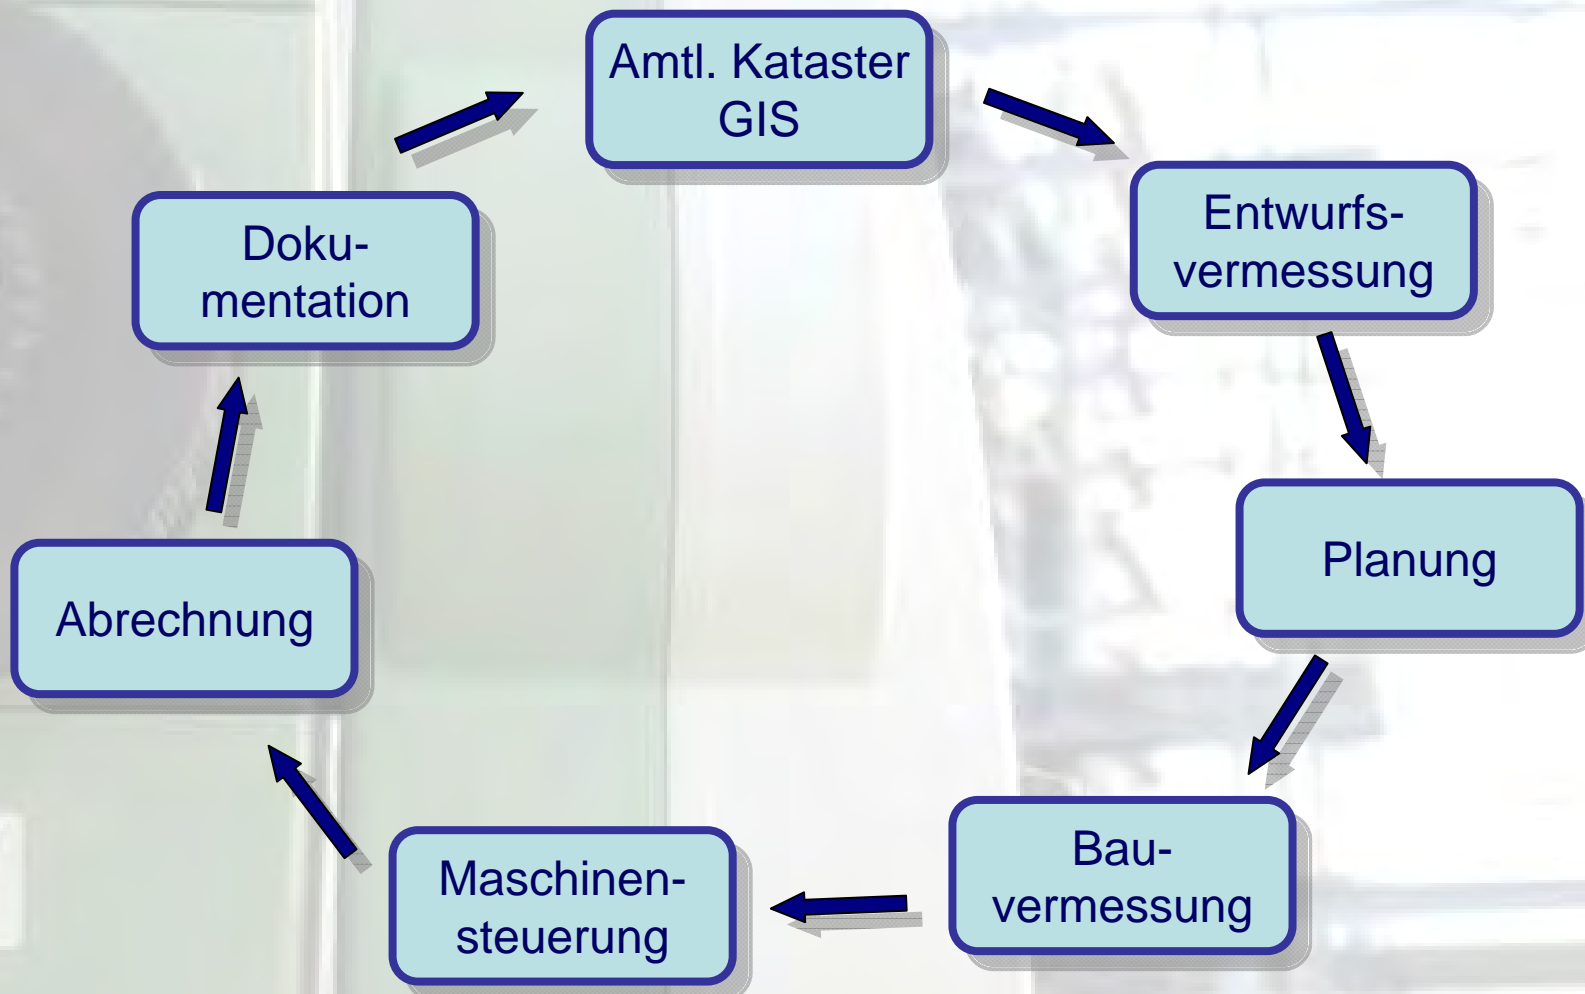 Amtl. Kataster
GIS
Entwurfs-
vermessung
Planung
Bau-
vermessung
Maschinen-
steuerung
Abrechnung
Doku-
mentation